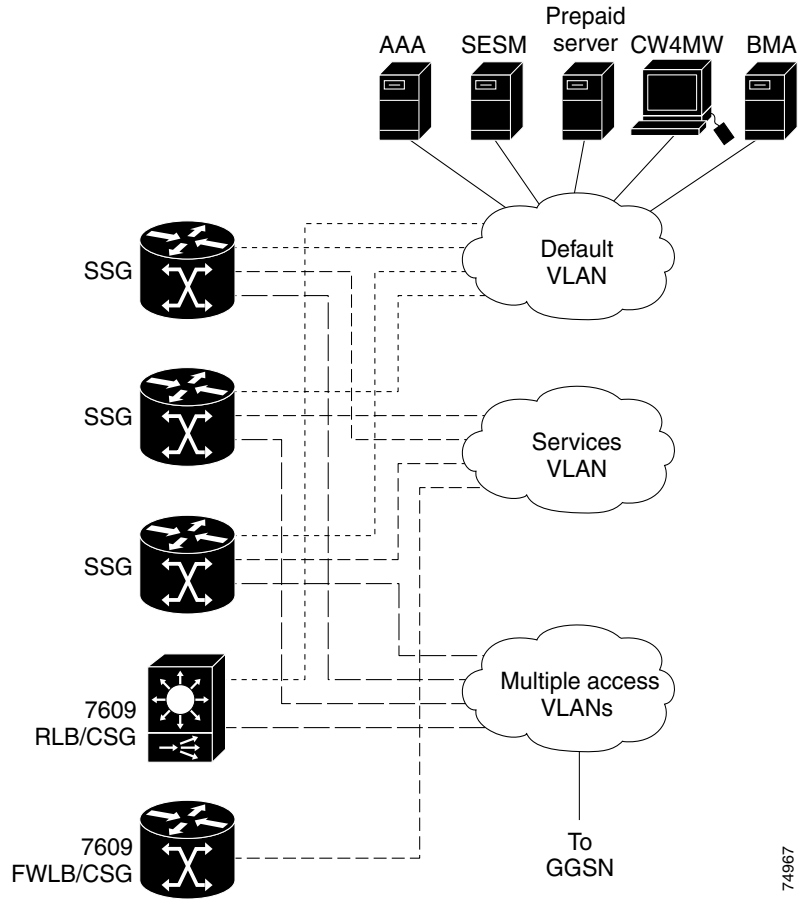 Prepaid
server
AAA
SESM
CW4MW
BMA
SSG
Default
VLAN
SSG
Services
VLAN
SSG
7609
RLB/CSG
Multiple access
VLANs
7609
FWLB/CSG
To
GGSN
74967